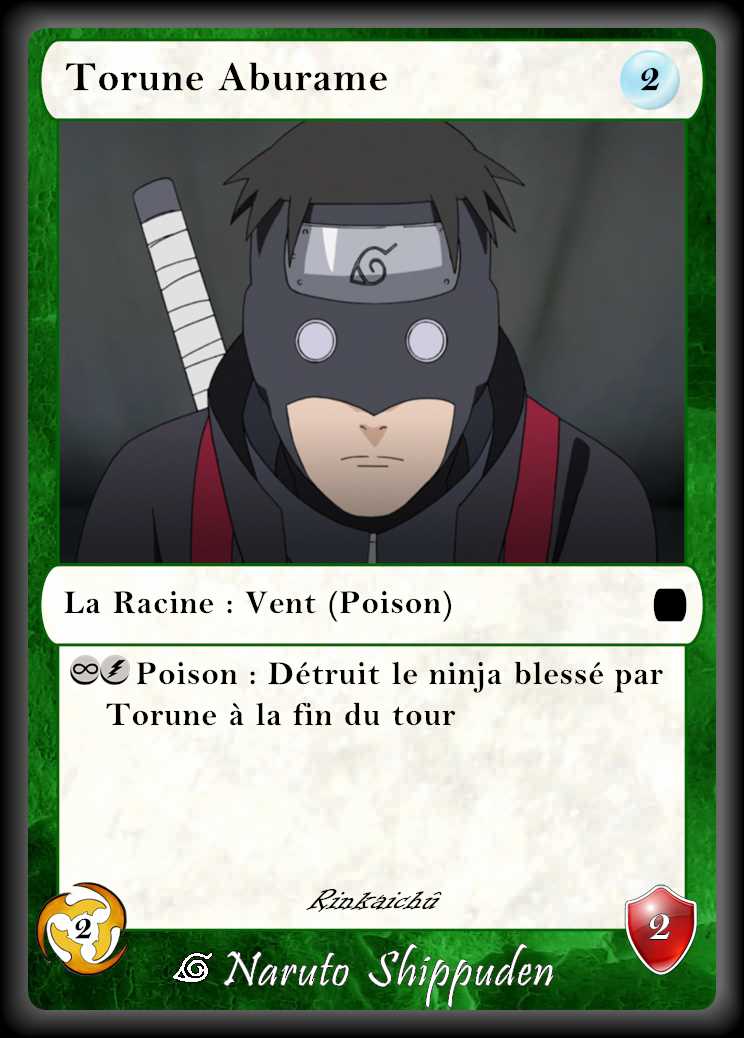 Torune Aburame
2
La Racine : Vent (Poison)
Poison : Détruit le ninja blessé par
Torune à la fin du tour
Rinkaichû
2
2
Naruto Shippuden